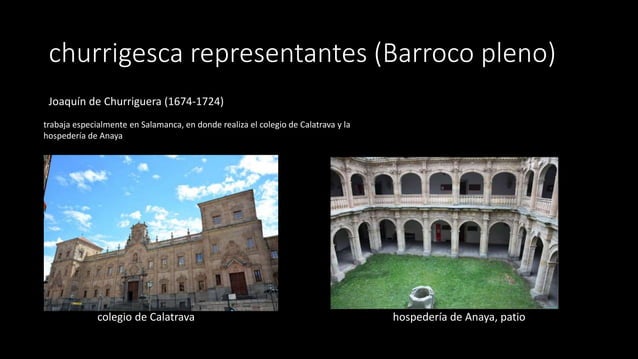 churrigesca representantes (Barroco pleno)
Joaquín de Churriguera (1674-1724)
trabaja especialmente en Salamanca, en donde realiza el colegio de Calatrava y la
hospedería de Anaya
colegio de Calatrava
hospedería de Anaya, patio